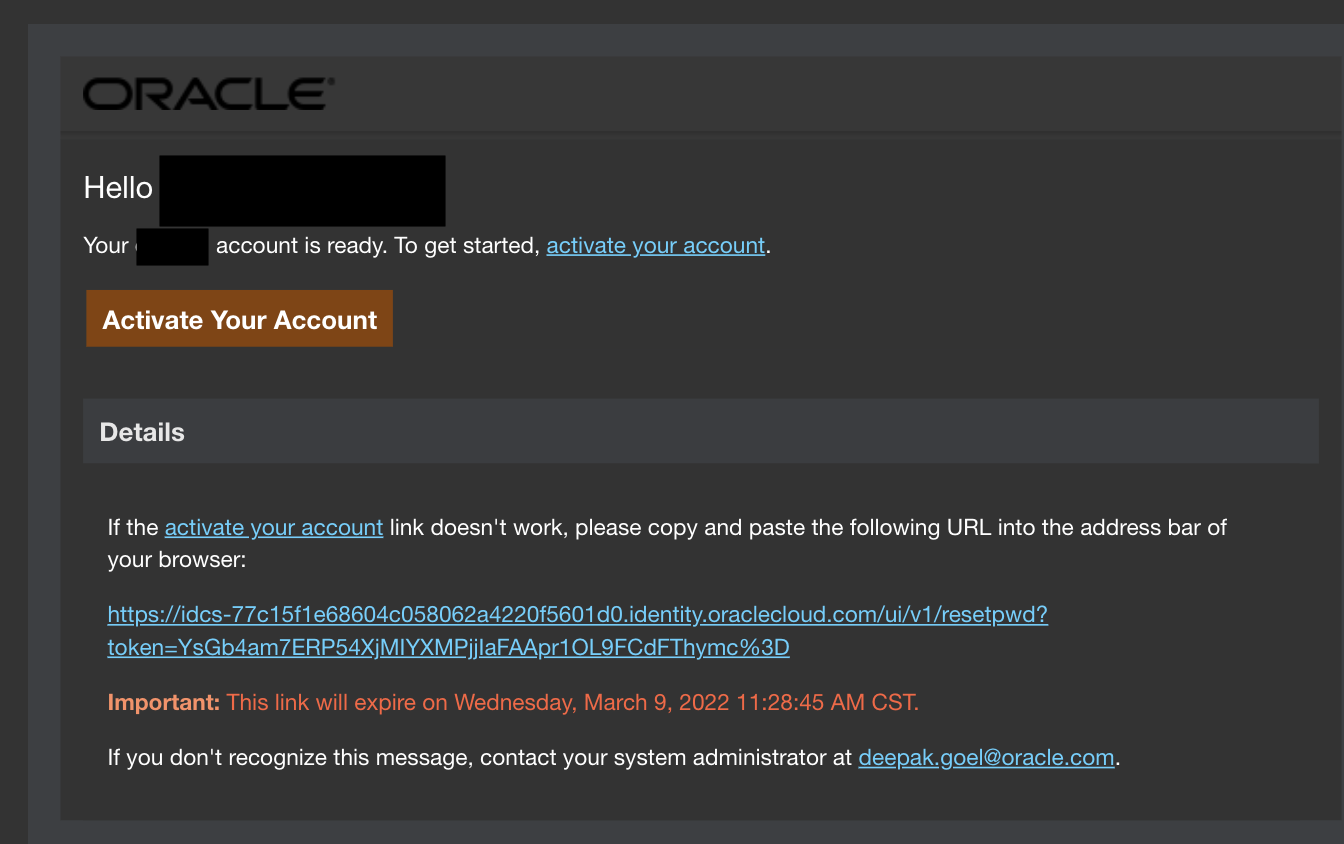 ORACLE®
Hello
Your account is ready. To get started, activate your account.
Activate Your Account
Details
If the activate your account link doesn't work, please copy and paste the following URL into the address bar of
your browser:
https://idcs-77c15f1e68604c058062a4220f5601d0.identity.oraclecloud.com/ui/v1/resetpwd?
token=YsGb4am7ERP54XjMIYXMPjjIaFAApr1OL9FCdFThymc%3D
Important: This link will expire on Wednesday, March 9, 2022 11:28:45 AM CST.
If you don't recognize this message, contact your system administrator at deepak.goel@oracle.com.